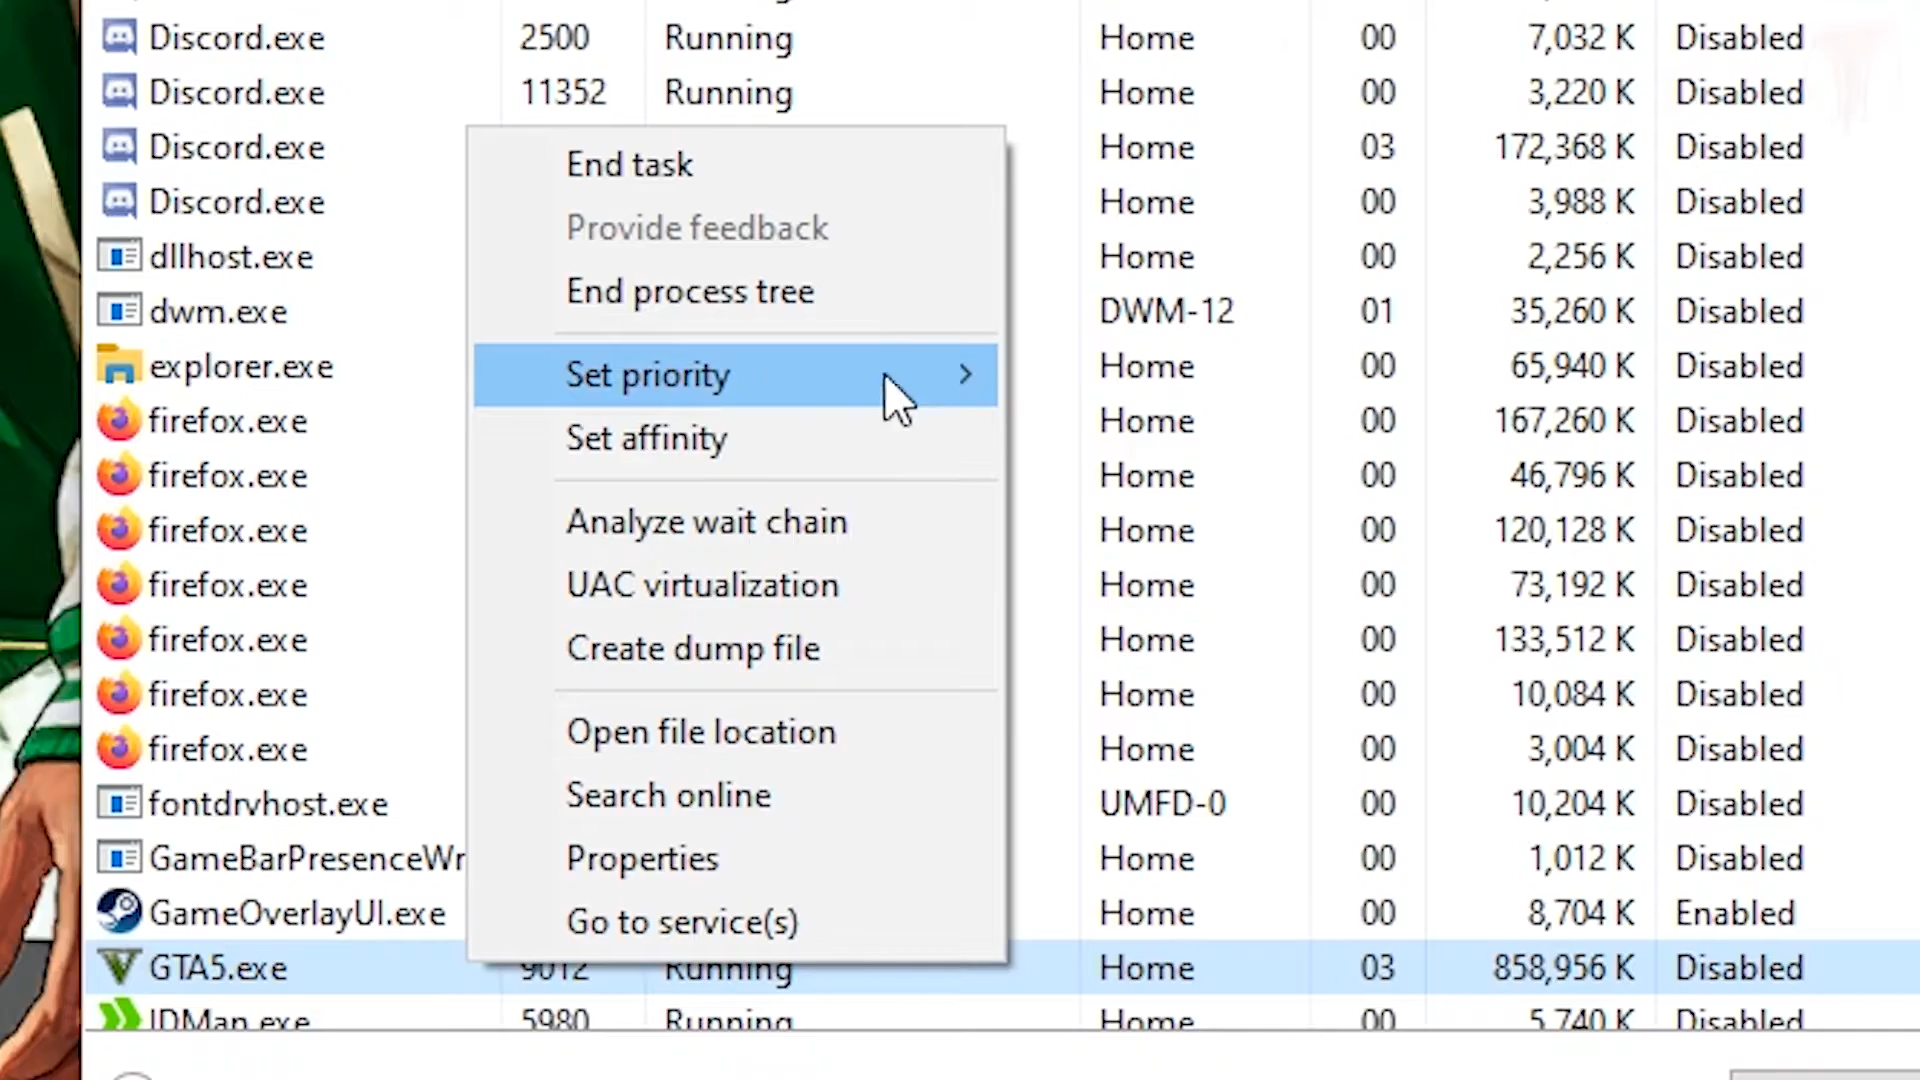 Discord.exe 2500 Running Home 00 7,032 K Disabled
Discord.exe 11352 Running Home 00 3,220 K Disabled
Discord.exe Home 03 172,368 K Disabled
Discord.exe Home 00 3,988 K Disabled
dllhost.exe Home 00 2,256 K Disabled
dwm.exe DWM-12 01 35,260 K Disabled
explorer.exe Home 00 65,940 K Disabled
firefox.exe Home 00 167,260 K Disabled
firefox.exe Home 00 46,796 K Disabled
firefox.exe Home 00 120,128 K Disabled
firefox.exe Home 00 73,192 K Disabled
firefox.exe Home 00 133,512 K Disabled
firefox.exe Home 00 10,084 K Disabled
firefox.exe Home 00 3,004 K Disabled
fontdrvhost.exe UMFD-0 00 10,204 K Disabled
GameBarPresenceWr Home 00 1,012 K Disabled
GameOverlayUI.exe Home 00 8,704 K Enabled
GTA5.exe 9012 Running Home 03 858,956 K Disabled
IDMan.exe 5980 Running Home 00 5,740 K Disabled
End task
Provide feedback
End process tree
Set priority
Set affinity
Analyze wait chain
UAC virtualization
Create dump file
Open file location
Search online
Properties
Go to service(s)